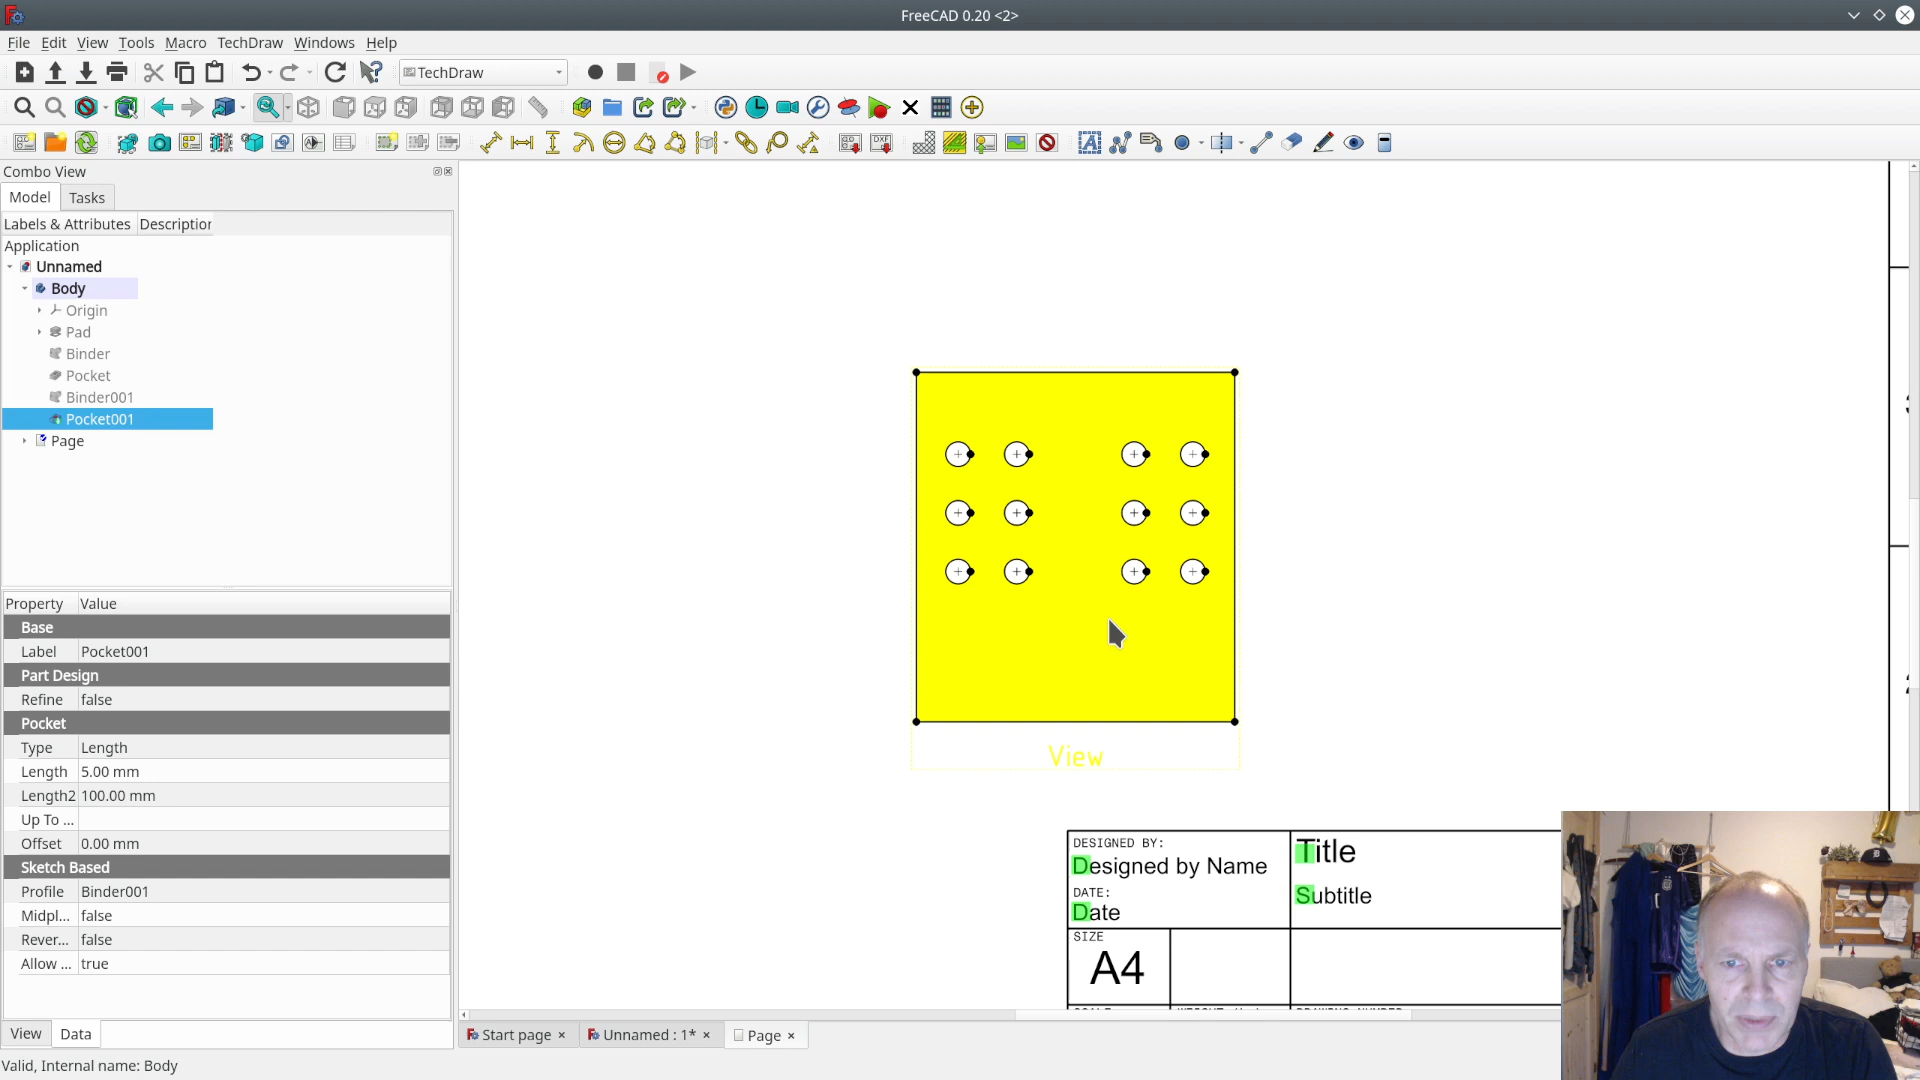 FreeCAD 0.20 <2>
File Edit View Tools Macro TechDraw Windows Help
TechDraw
Combo View
Model Tasks
Labels & Attributes Description
Application
Unnamed
Body
Origin
Pad
Binder
Pocket
Binder001
Pocket001
Page
Property Value
Base
Label Pocket001
Part Design
Refine false
Pocket
Type Length
Length 5.00 mm
Length2 100.00 mm
Up To ...
Offset 0.00 mm
Sketch Based
Profile Binder001
Midpl... false
Rever... false
Allow ... true
View Data
Valid, Internal name: Body
View
DESIGNED BY:
Designed by Name
DATE:
Date
SIZE
A4
Title
Subtitle
Start page
Unnamed : 1*
Page